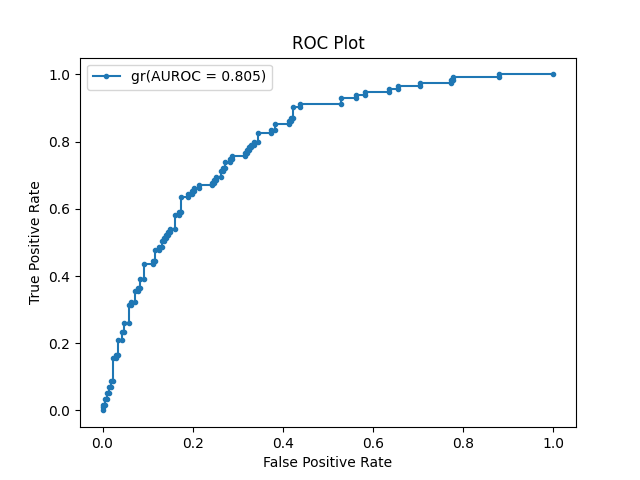 ROC Plot
gr(AUROC = 0.805)
1.0
0.8
0.6
0.4
0.2
0.0
True Positive Rate
0.0 0.2 0.4 0.6 0.8 1.0
False Positive Rate